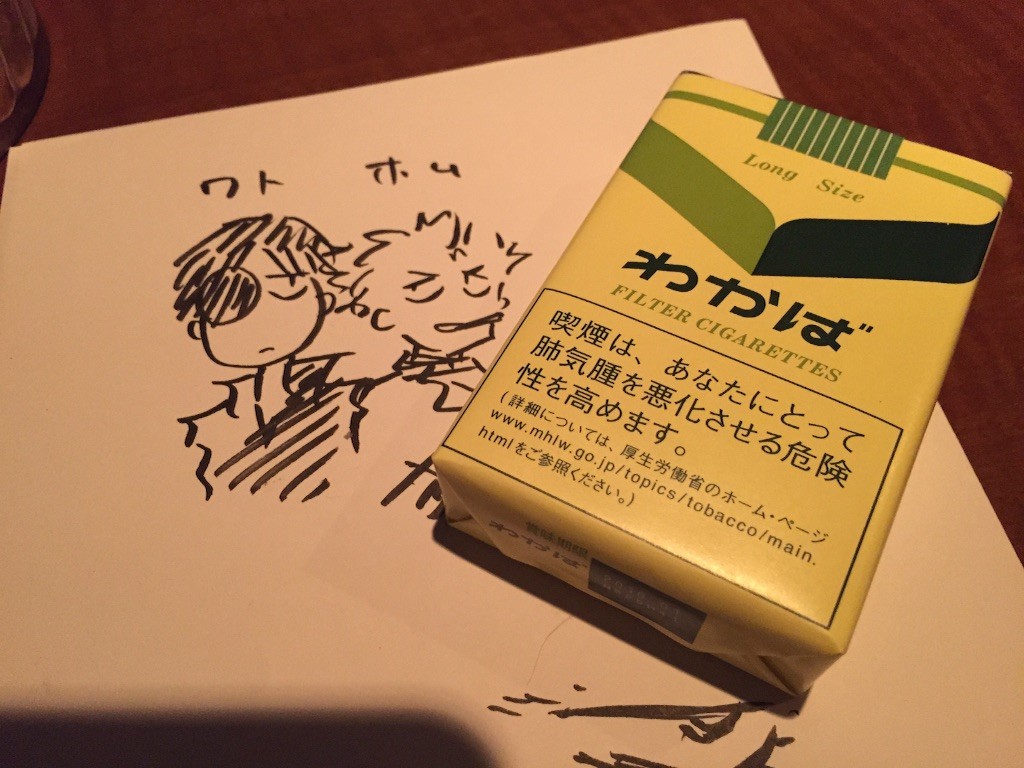 ワト ホム
Long Size
わかば
FILTER CIGARETTES
喫煙は、あなたにとって
肺気腫を悪化させる危険
性を高めます。
(詳細については、厚生労働省のホーム・ページ
www.mhlw.go.jp/topics/tobacco/main.
htmlをご参照ください。)
わかば